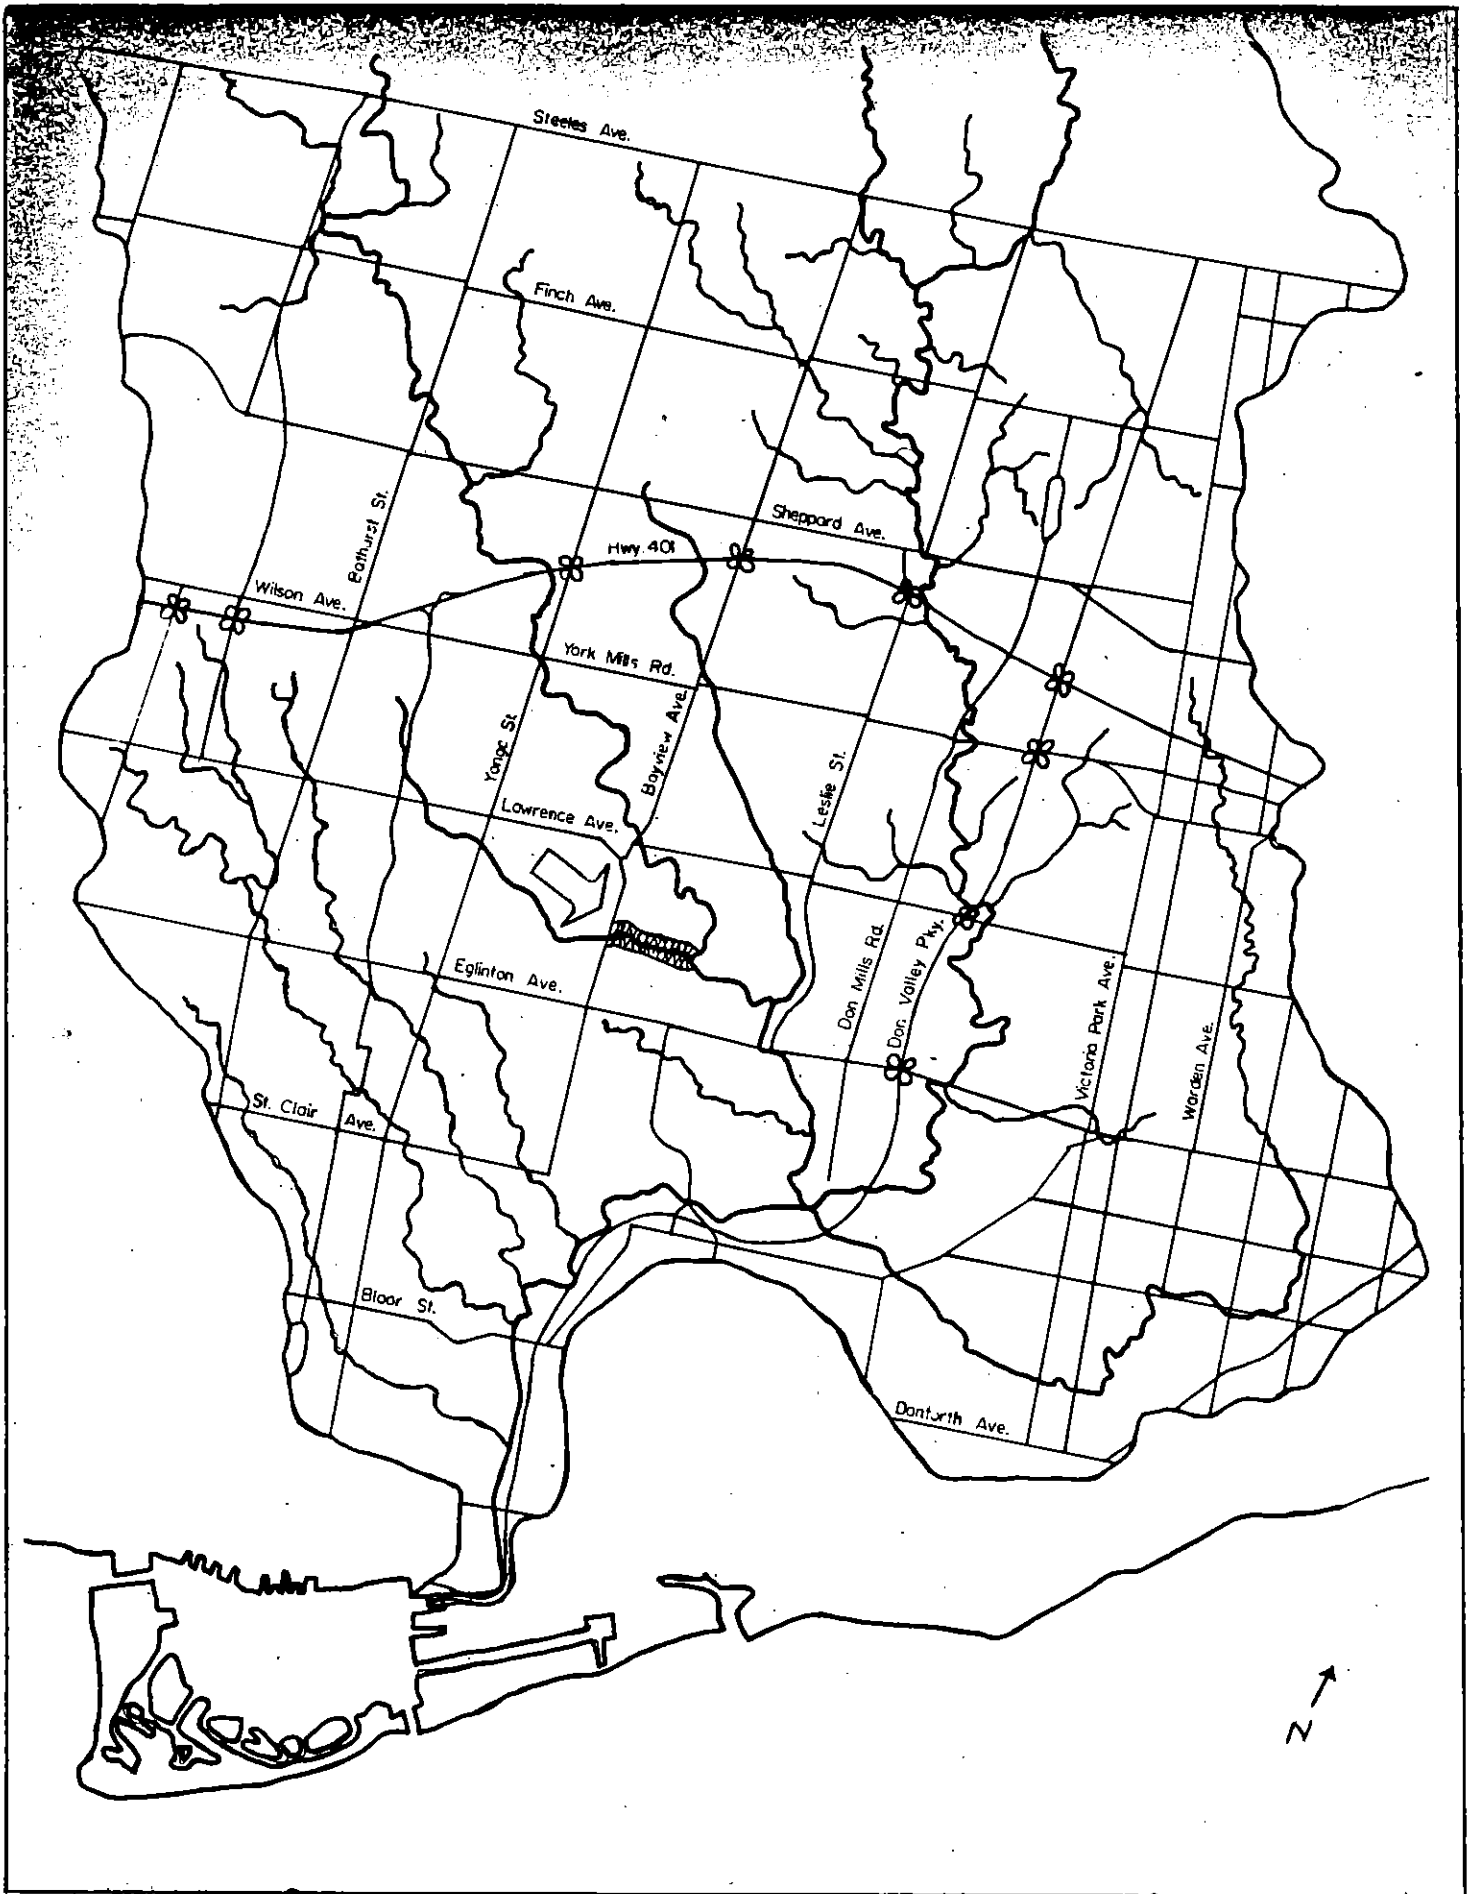 Steeles Ave.
Finch Ave.
Sheppard Ave.
Hwy. 401
Bathurst St.
Wilson Ave.
York Mills Rd.
Yonge St
Bayview Ave.
Leslie St.
Lawrence Ave.
Don Mills Rd.
Don Valley Pky.
Eglinton Ave.
Victoria Park Ave.
Warden Ave.
St. Clair Ave.
Bloor St.
Danforth Ave.
N